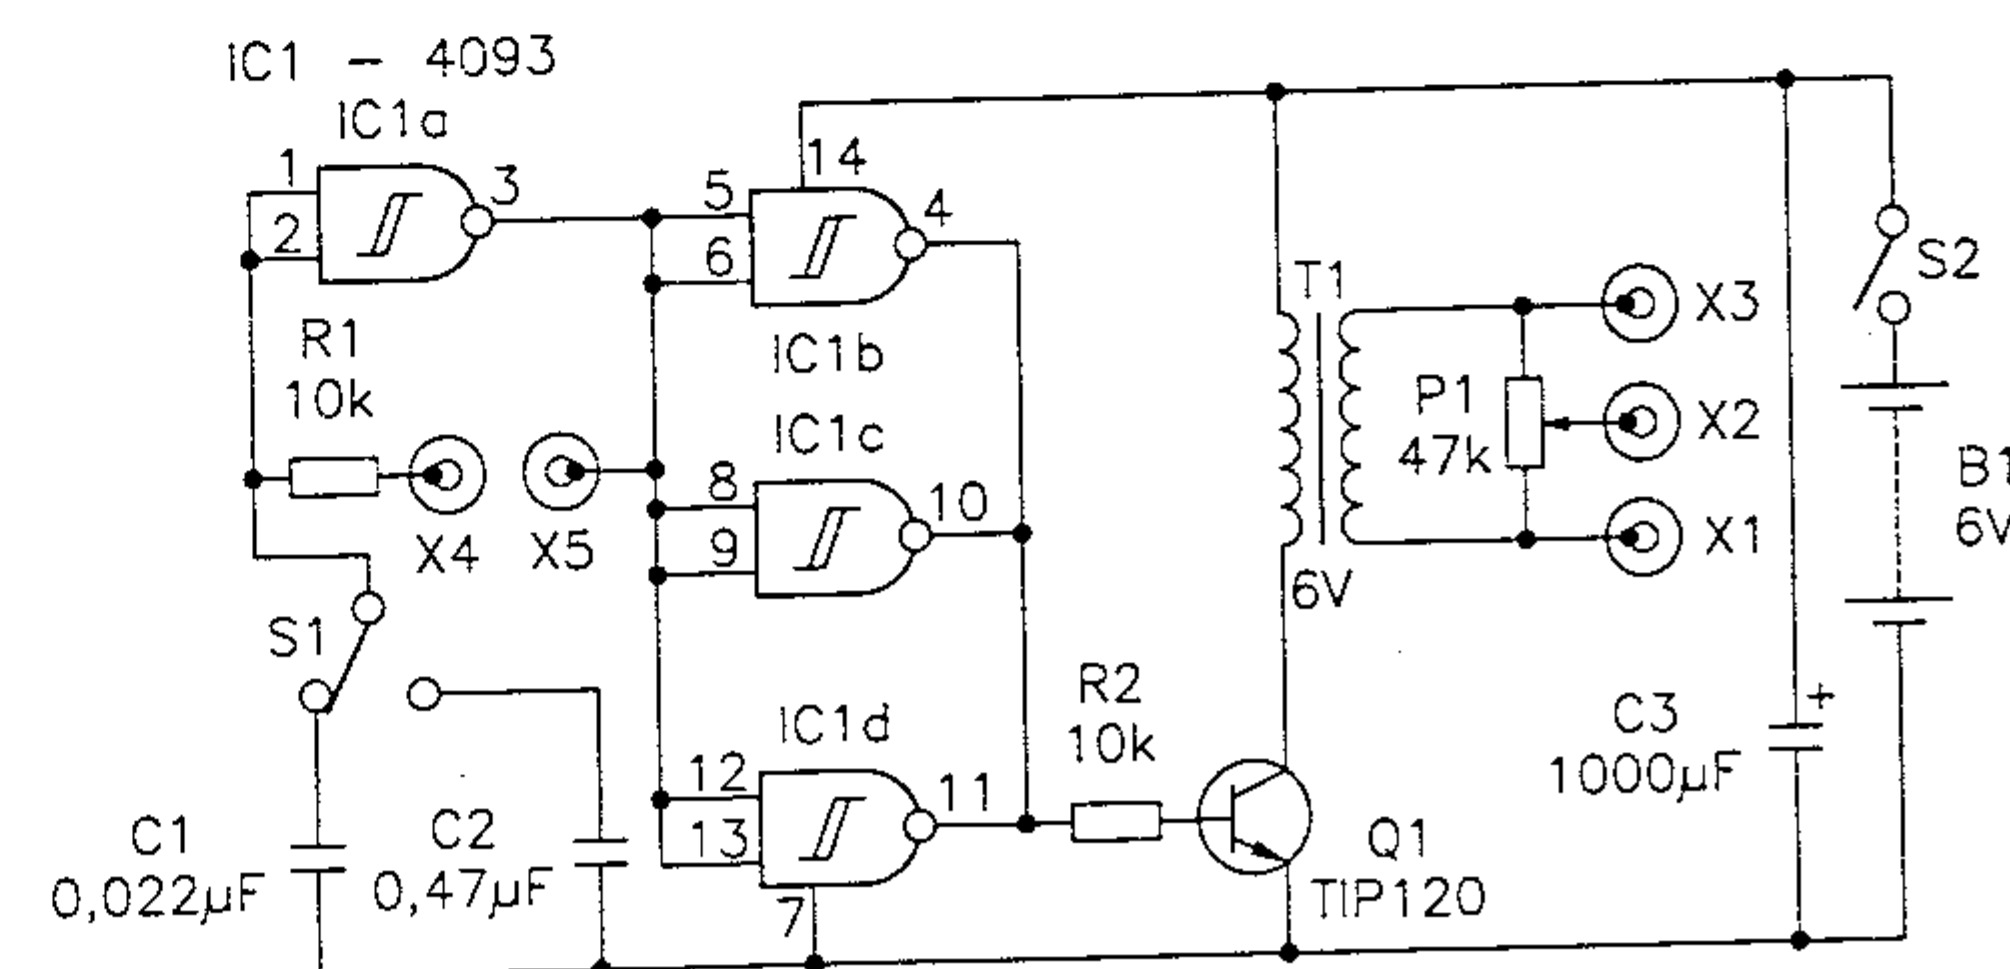 IC1 - 4093
IC1a
1
2
3
14
5
6
4
IC1b
R1
10k
X4
X5
IC1c
8
9
10
S1
IC1d
12
13
11
7
C1
0,022µF
C2
0,47µF
R2
10k
Q1
TIP120
T1
6V
P1
47k
X3
X2
X1
S2
B1
6V
C3
1000µF
+